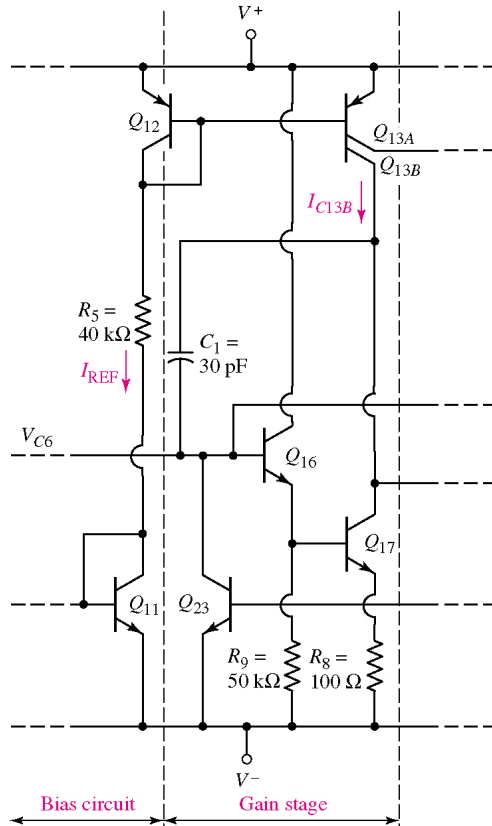 V+
Q12
Q13A
Q13B
IC13B
R5 =
40 kΩ
C1 =
30 pF
IREF
VC6
Q16
Q17
Q11
Q23
R9 =
50 kΩ
R8 =
100 Ω
V−
Bias circuit
Gain stage